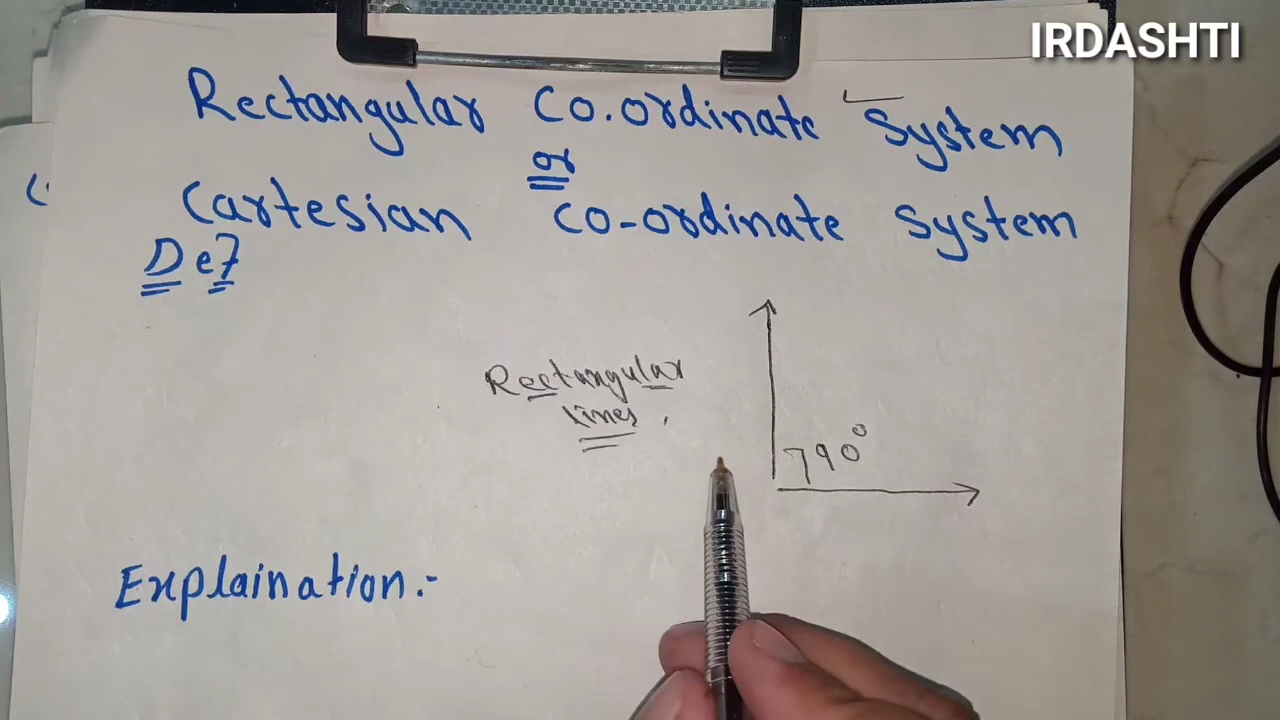 IRDASHTI
Rectangular Co.ordinate System
or
Cartesian Co-ordinate System
Def
Rectangular
lines,
90°
Explaination:-